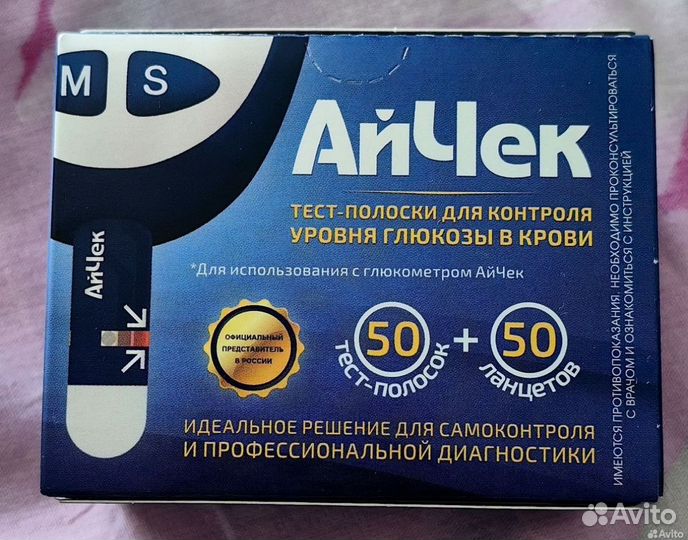 M S
АйЧек
ТЕСТ-ПОЛОСКИ ДЛЯ КОНТРОЛЯ
УРОВНЯ ГЛЮКОЗЫ В КРОВИ
*Для использования с глюкометром АйЧек
АйЧек
ОФИЦИАЛЬНЫЙ
ПРЕДСТАВИТЕЛЬ
В РОССИИ
50
ТЕСТ-ПОЛОСОК
+
50
ЛАНЦЕТОВ
ИДЕАЛЬНОЕ РЕШЕНИЕ ДЛЯ САМОКОНТРОЛЯ
И ПРОФЕССИОНАЛЬНОЙ ДИАГНОСТИКИ
ИМЕЮТСЯ ПРОТИВОПОКАЗАНИЯ, НЕОБХОДИМО ПРОКОНСУЛЬТИРОВАТЬСЯ
С ВРАЧОМ И ОЗНАКОМИТЬСЯ С ИНСТРУКЦИЕЙ
Avito
Avito